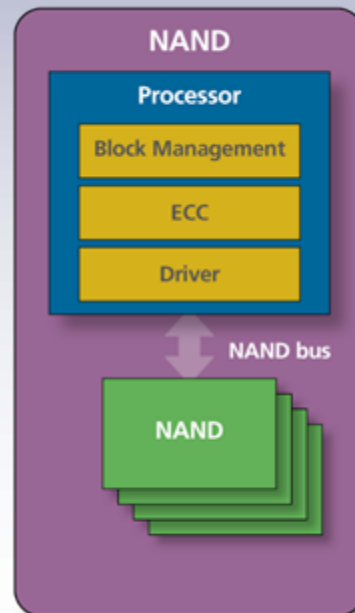 NAND
Processor
Block Management
ECC
Driver
NAND bus
NAND